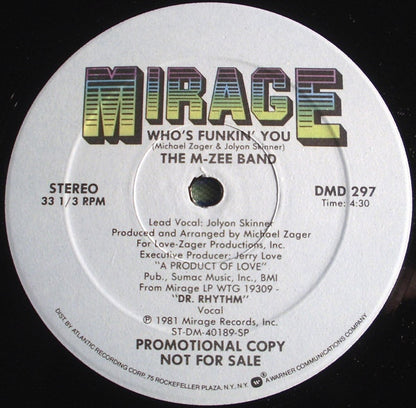 MIRAGE
WHO'S FUNKIN' YOU
(Michael Zager & Jolyon Skinner)
THE M-ZEE BAND
STEREO
33 1/3 RPM
DMD 297
Time: 4:30
Lead Vocal: Jolyon Skinner
Produced and Arranged by Michael Zager
For Love-Zager Productions, Inc.
Executive Producer: Jerry Love
"A PRODUCT OF LOVE"
Pub., Sumac Music, Inc., BMI
From Mirage LP WTG 19309 -
"DR. RHYTHM"
Vocal
Ⓟ 1981 Mirage Records, Inc.
ST-DM-40189-SP
PROMOTIONAL COPY
NOT FOR SALE
DIST. BY ATLANTIC RECORDING CORP. 75 ROCKEFELLER PLAZA, N.Y., N.Y. W A WARNER COMMUNICATIONS COMPANY